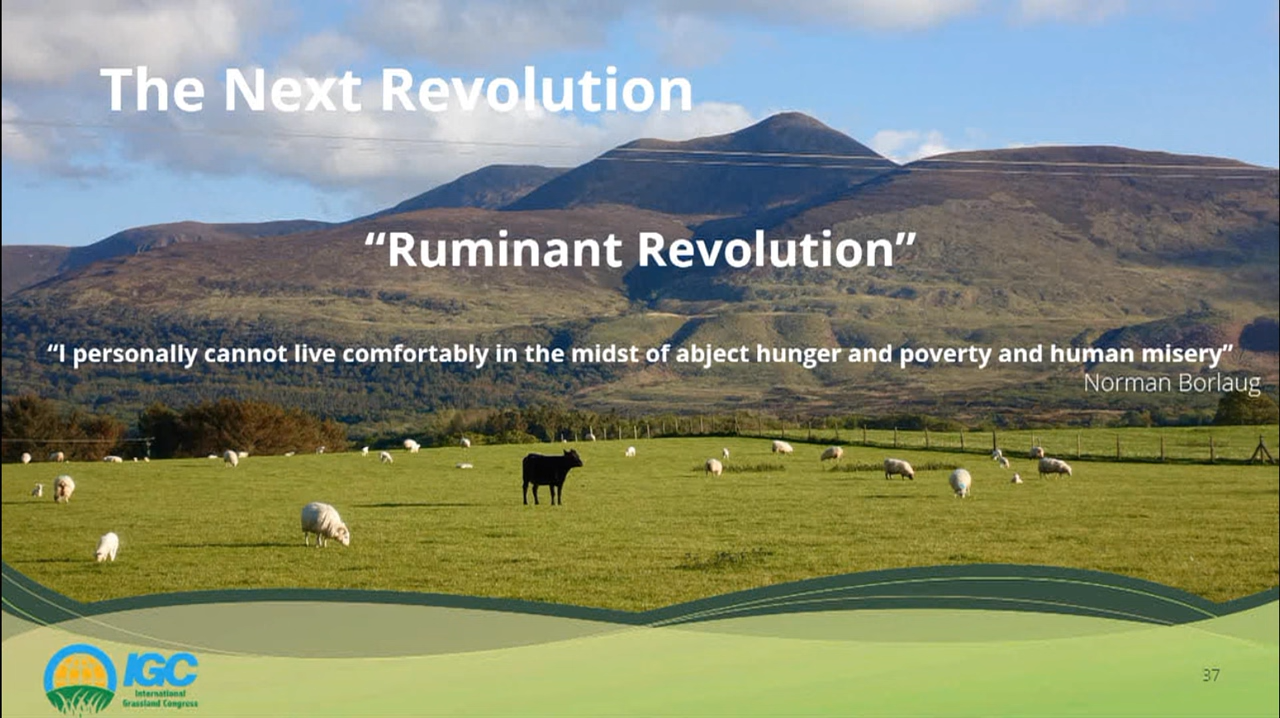 The Next Revolution
“Ruminant Revolution”
“I personally cannot live comfortably in the midst of abject hunger and poverty and human misery”
Norman Borlaug
IGC
International
Grassland Congress
37